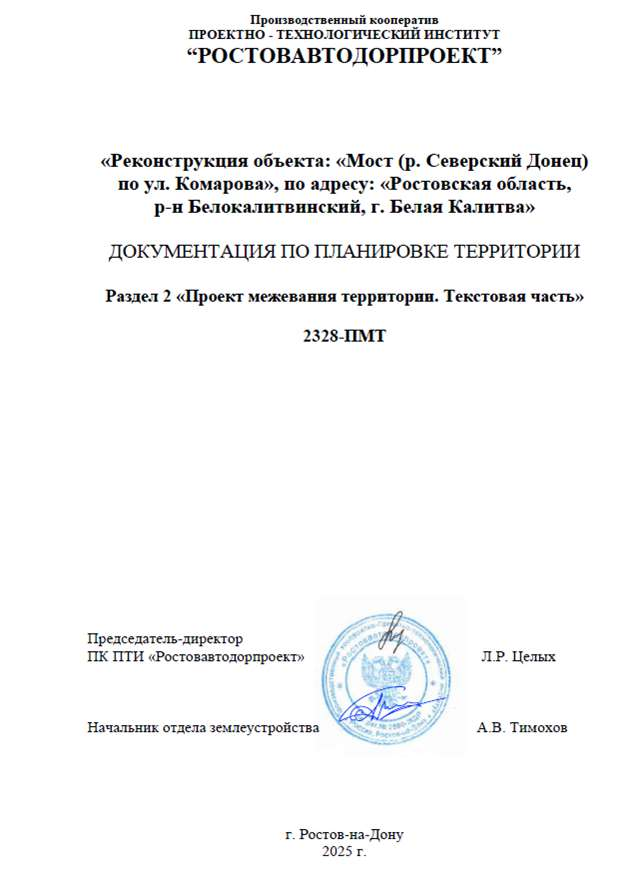 Производственный кооператив
ПРОЕКТНО - ТЕХНОЛОГИЧЕСКИЙ ИНСТИТУТ
“РОСТОВАВТОДОРПРОЕКТ”
«Реконструкция объекта: «Мост (р. Северский Донец)
по ул. Комарова», по адресу: «Ростовская область,
р-н Белокалитвинский, г. Белая Калитва»
ДОКУМЕНТАЦИЯ ПО ПЛАНИРОВКЕ ТЕРРИТОРИИ
Раздел 2 «Проект межевания территории. Текстовая часть»
2328-ПМТ
Председатель-директор
ПК ПТИ «Ростовавтодорпроект»
Л.Р. Целых
«Ростовавтодорпроект»
Начальник отдела землеустройства
А.В. Тимохов
г. Ростов-на-Дону
2025 г.